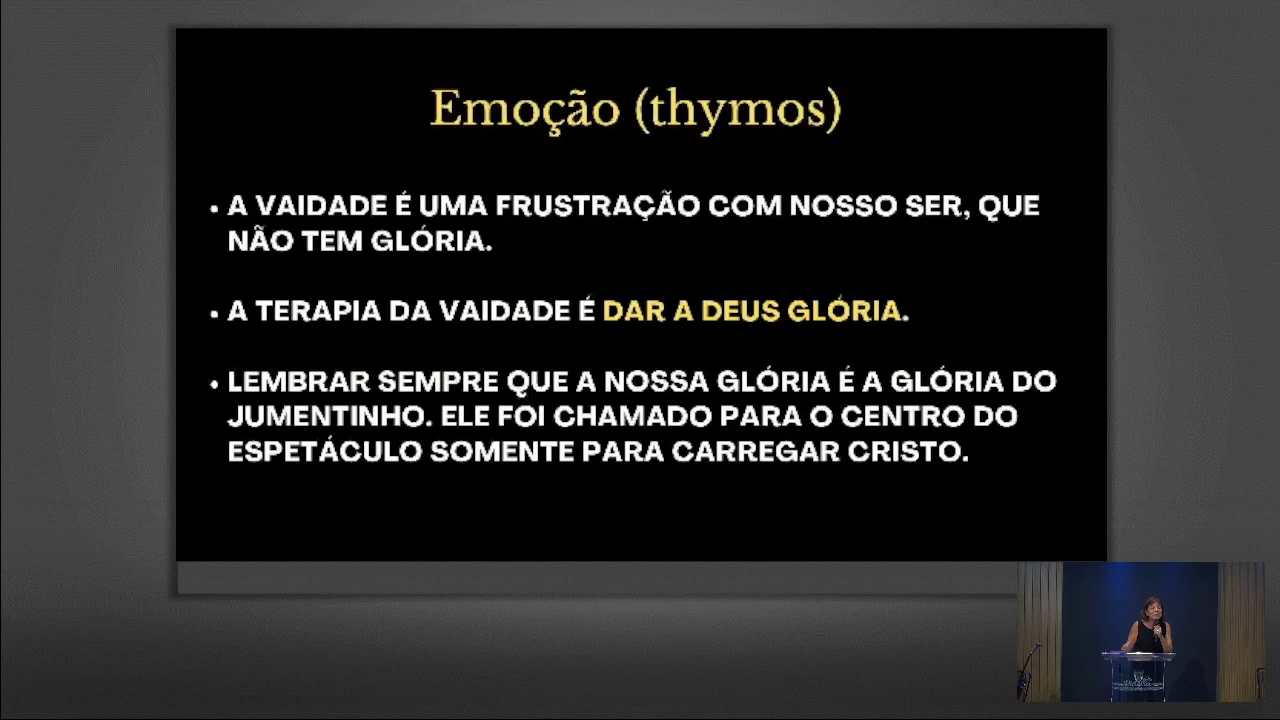 Emoção (thymos)
• A VAIDADE É UMA FRUSTRAÇÃO COM NOSSO SER, QUE
NÃO TEM GLÓRIA.
• A TERAPIA DA VAIDADE É DAR A DEUS GLÓRIA.
• LEMBRAR SEMPRE QUE A NOSSA GLÓRIA É A GLÓRIA DO
JUMENTINHO. ELE FOI CHAMADO PARA O CENTRO DO
ESPETÁCULO SOMENTE PARA CARREGAR CRISTO.